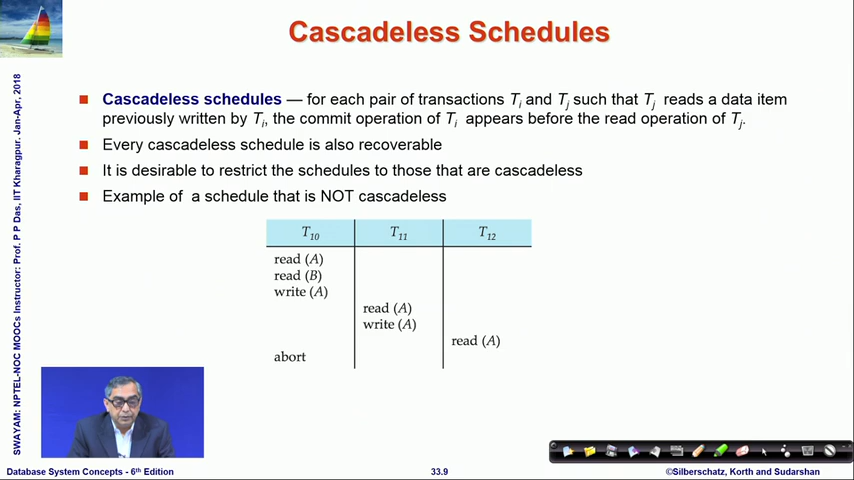 Cascadeless Schedules
SWAYAM: NPTEL-NOC MOOCs Instructor: Prof. P P Das, IIT Kharagpur. Jan-Apr, 2018
Cascadeless schedules — for each pair of transactions Ti and Tj such that Tj reads a data item
previously written by Ti, the commit operation of Ti appears before the read operation of Tj.
Every cascadeless schedule is also recoverable
It is desirable to restrict the schedules to those that are cascadeless
Example of a schedule that is NOT cascadeless
T10 T11 T12
read (A)
read (B)
write (A)
read (A)
write (A)
read (A)
abort
Database System Concepts - 6th Edition 33.9 ©Silberschatz, Korth and Sudarshan